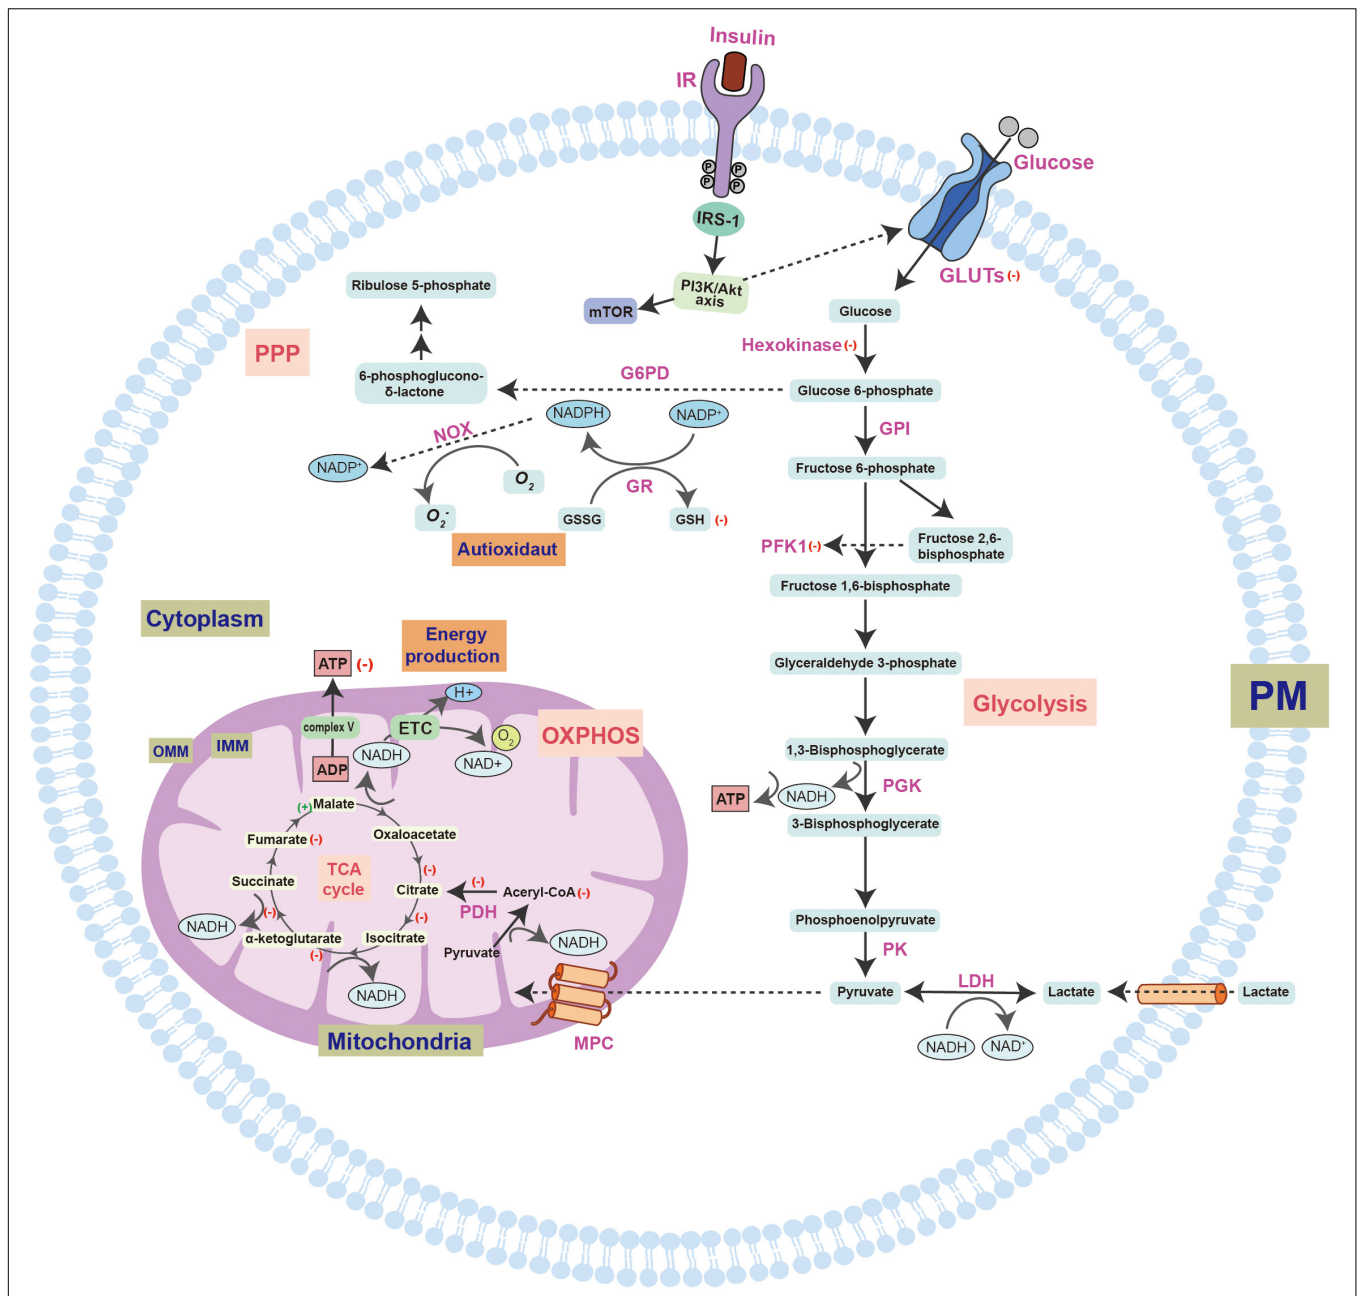 Insulin
IR
P
P
P
P
Glucose
IRS-1
GLUTs(-)
PI3K/Akt
axis
mTOR
Ribulose 5-phosphate
Glucose
PPP
Hexokinase(-)
6-phosphoglucono-
δ-lactone
G6PD
Glucose 6-phosphate
NADPH
NADP+
GPI
NOX
NADP+
Fructose 6-phosphate
O2
GR
O2-
GSSG
GSH
(-)
Autioxidaut
PFK1(-)
Fructose 2,6-
bisphosphate
Fructose 1,6-bisphosphate
Cytoplasm
Energy
production
ATP
(-)
Glyceraldehyde 3-phosphate
H+
Glycolysis
PM
complex V
ETC
OXPHOS
OMM
IMM
NADH
O2
NAD+
ADP
1,3-Bisphosphoglycerate
PGK
ATP
NADH
(+)
Malate
3-Bisphosphoglycerate
Oxaloacetate
Fumarate(-)
TCA
cycle
(-)
Succinate
Citrate
(-)
Aceryl-CoA(-)
PDH
NADH
(-)
(-)
Phosphoenolpyruvate
α-ketoglutarate
Isocitrate
NADH
(-)
Pyruvate
PK
NADH
Pyruvate
LDH
Lactate
Lactate
Mitochondria
MPC
NADH
NAD+